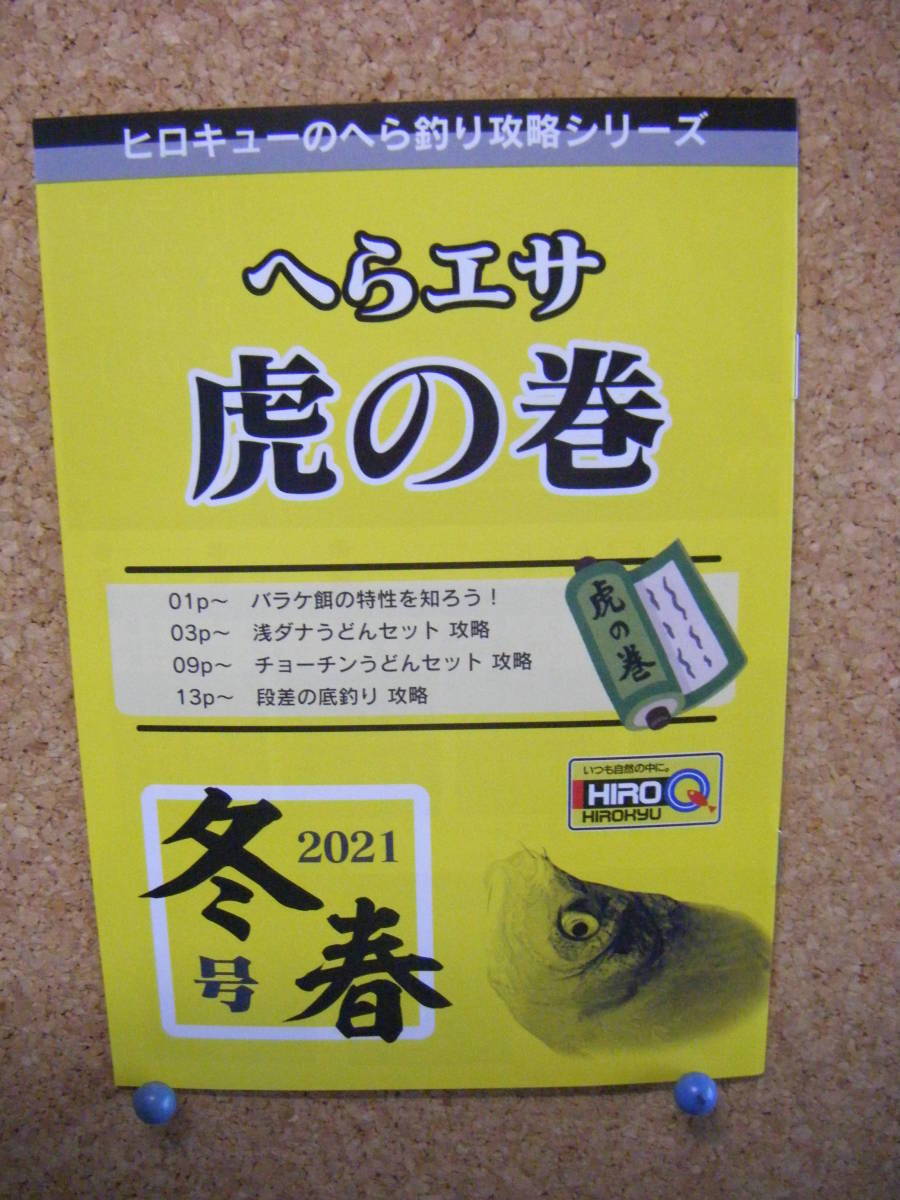 ヒロキューのへら釣り攻略シリーズ
へらエサ
虎の巻
01p～ バラケ餌の特性を知ろう！
03p～ 浅ダナうどんセット 攻略
09p～ チョーチンうどんセット 攻略
13p～ 段差の底釣り 攻略
虎の巻
いつも自然の中に。
HIRO
HIROKYU
2021
冬春号